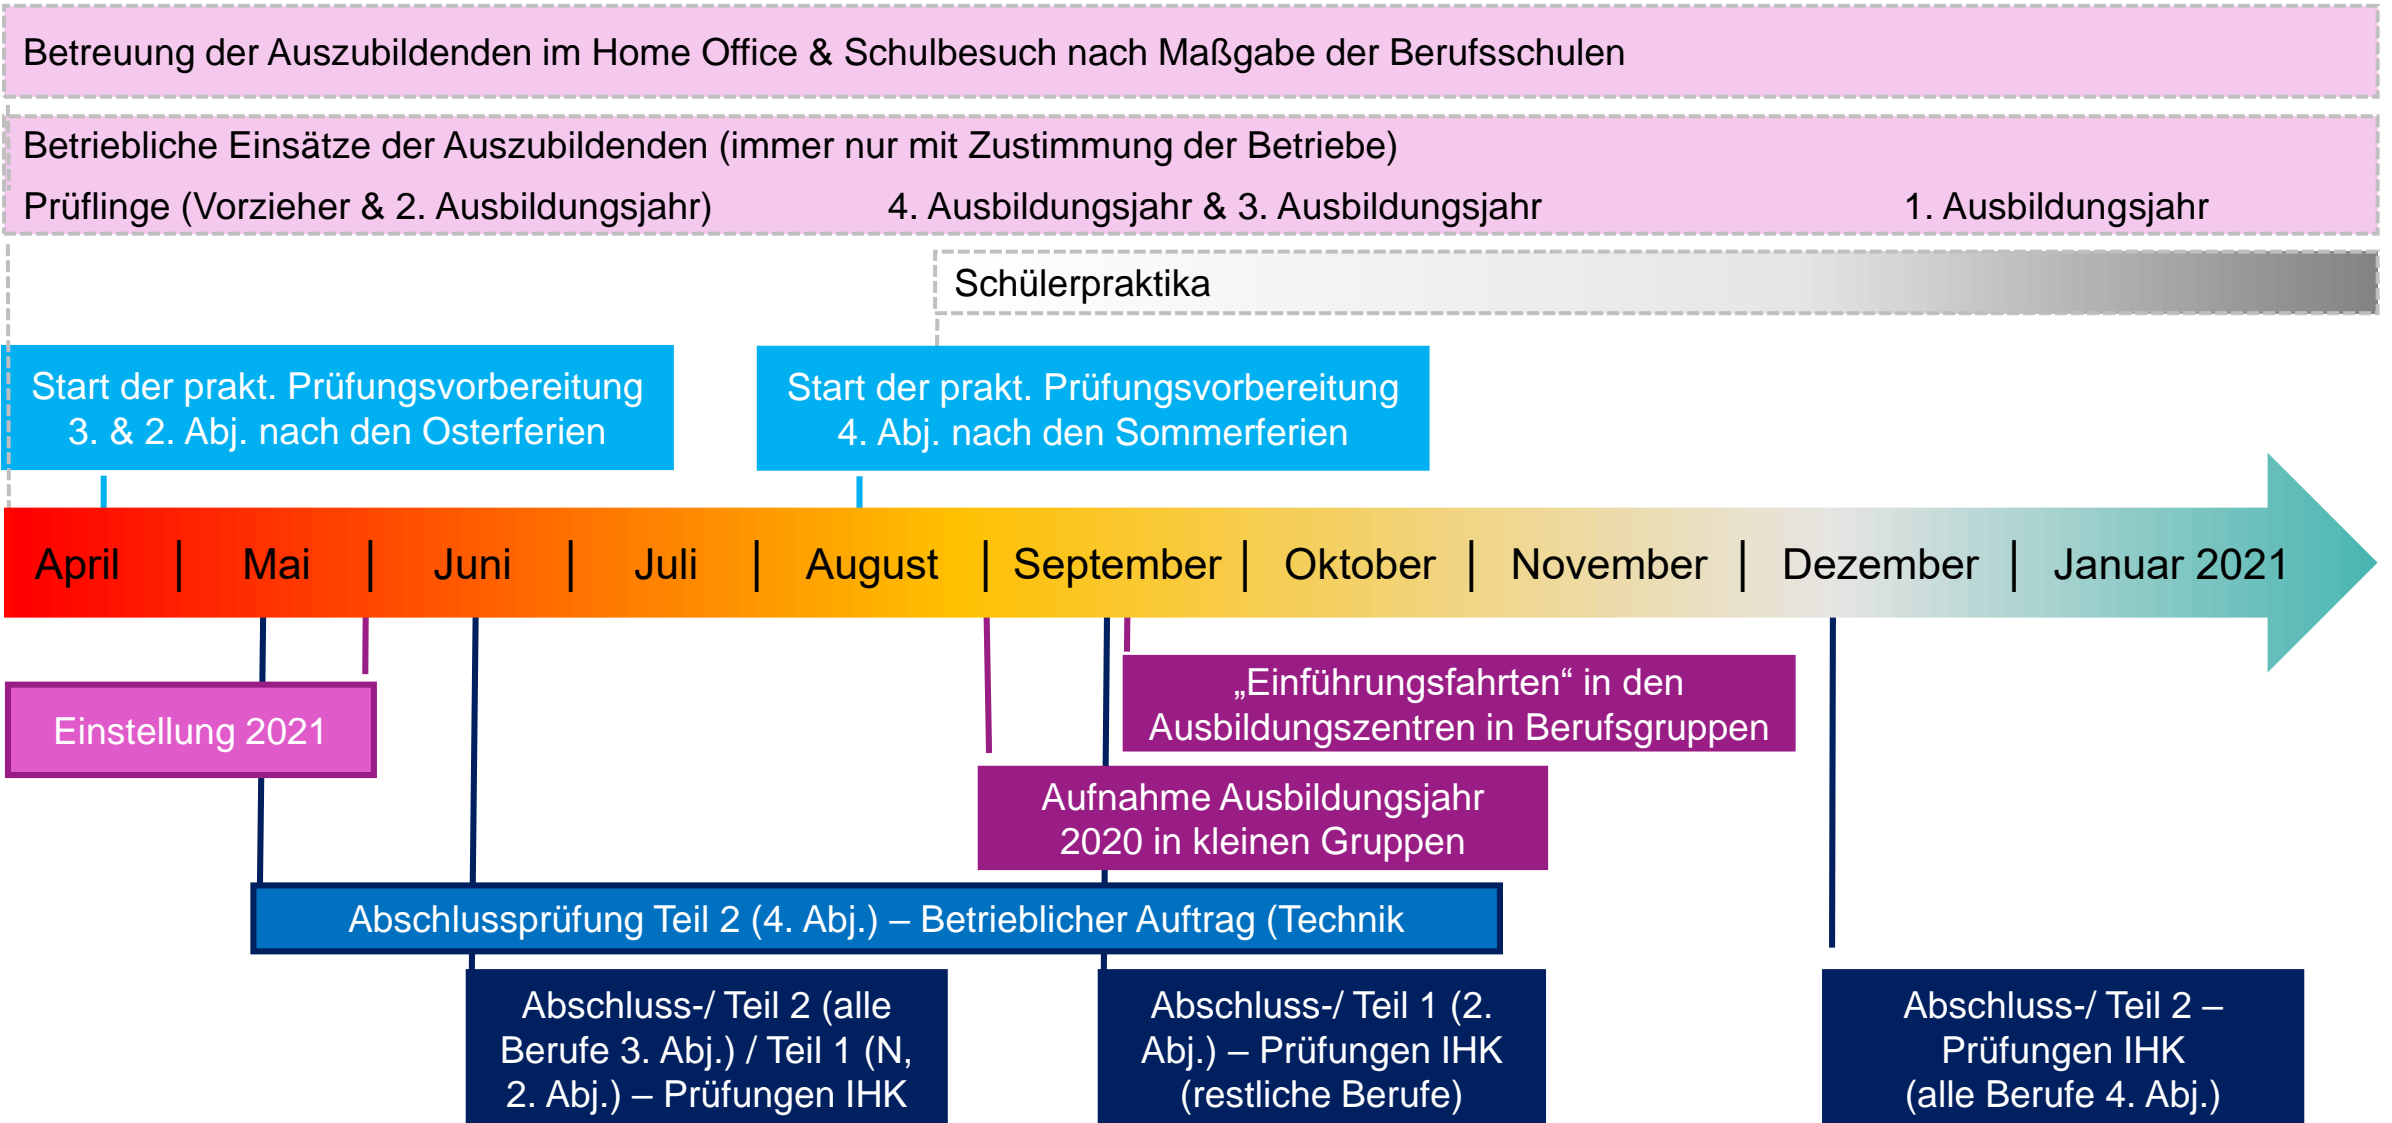 Betreuung der Auszubildenden im Home Office & Schulbesuch nach Maßgabe der Berufsschulen
Betriebliche Einsätze der Auszubildenden (immer nur mit Zustimmung der Betriebe)
Prüflinge (Vorzieher & 2. Ausbildungsjahr)
4. Ausbildungsjahr & 3. Ausbildungsjahr
1. Ausbildungsjahr
Schülerpraktika
Start der prakt. Prüfungsvorbereitung
3. & 2. Abj. nach den Osterferien
Start der prakt. Prüfungsvorbereitung
4. Abj. nach den Sommerferien
April | Mai | Juni | Juli | August | September | Oktober | November | Dezember | Januar 2021
Einstellung 2021
„Einführungsfahrten“ in den
Ausbildungszentren in Berufsgruppen
Aufnahme Ausbildungsjahr
2020 in kleinen Gruppen
Abschlussprüfung Teil 2 (4. Abj.) – Betrieblicher Auftrag (Technik
Abschluss-/ Teil 2 (alle
Berufe 3. Abj.) / Teil 1 (N,
2. Abj.) – Prüfungen IHK
Abschluss-/ Teil 1 (2.
Abj.) – Prüfungen IHK
(restliche Berufe)
Abschluss-/ Teil 2 –
Prüfungen IHK
(alle Berufe 4. Abj.)